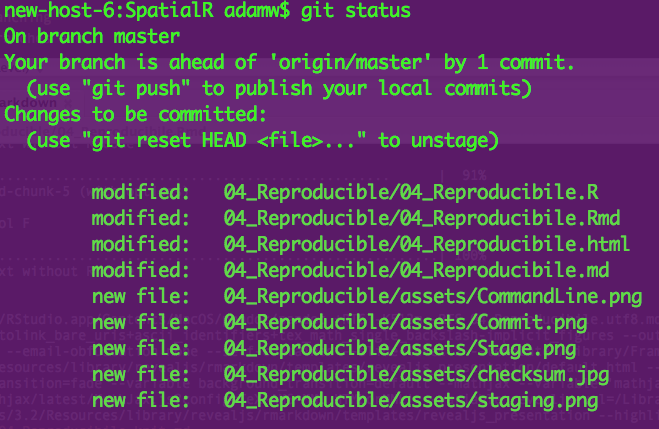 new-host-6:SpatialR adamw$ git status
On branch master
Your branch is ahead of 'origin/master' by 1 commit.
  (use "git push" to publish your local commits)
Changes to be committed:
  (use "git reset HEAD <file>..." to unstage)

        modified:   04_Reproducible/04_Reproducibile.R
        modified:   04_Reproducible/04_Reproducibile.Rmd
        modified:   04_Reproducible/04_Reproducibile.html
        modified:   04_Reproducible/04_Reproducibile.md
        new file:   04_Reproducible/assets/CommandLine.png
        new file:   04_Reproducible/assets/Commit.png
        new file:   04_Reproducible/assets/Stage.png
        new file:   04_Reproducible/assets/checksum.jpg
        new file:   04_Reproducible/assets/staging.png